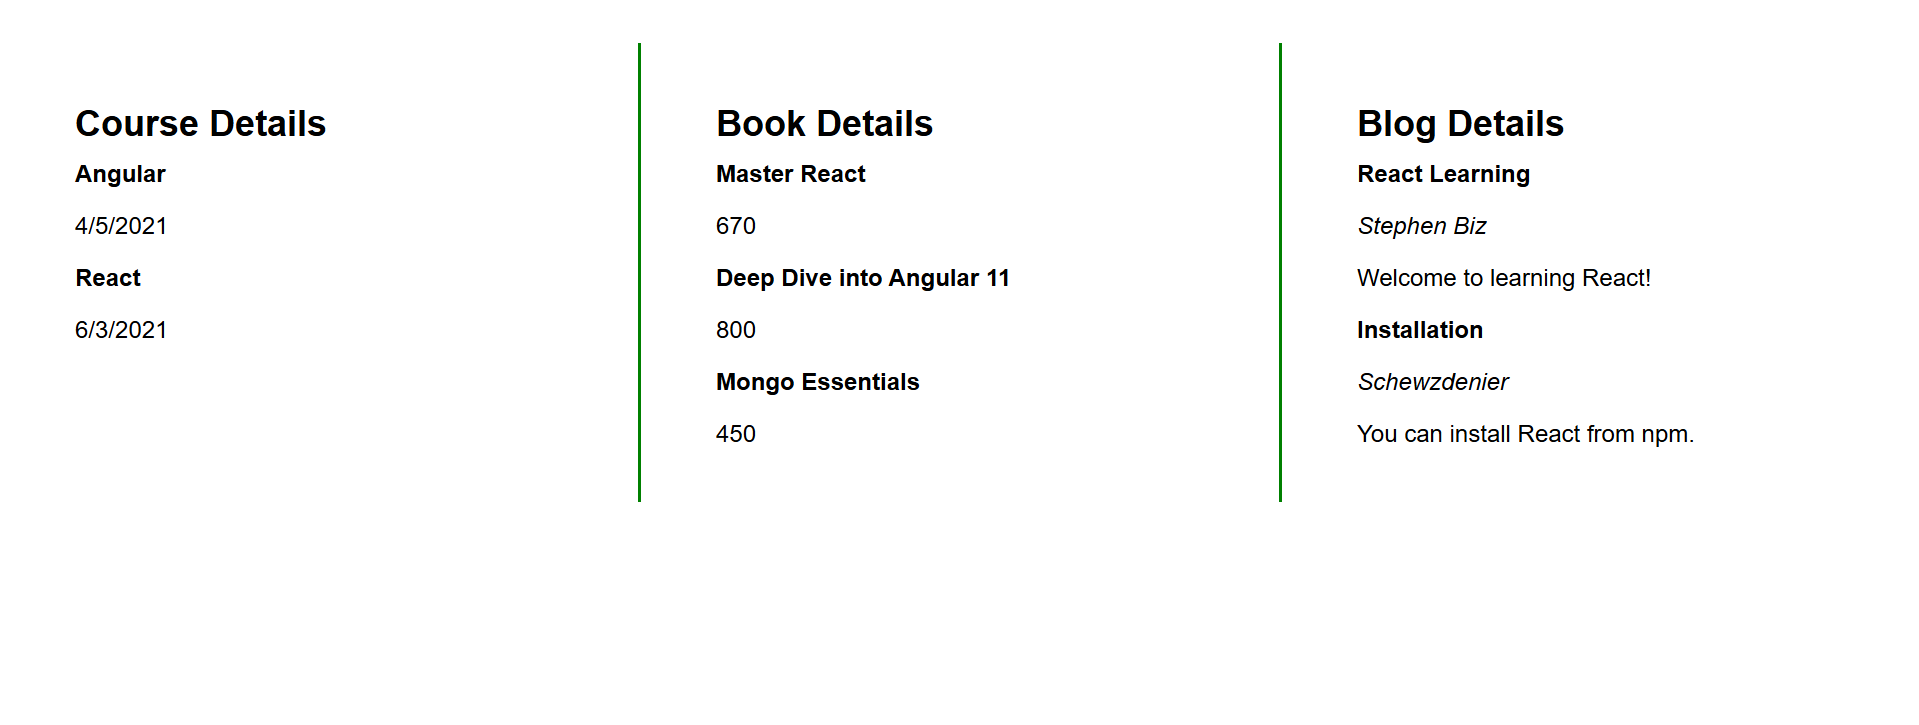 Course Details
Angular
4/5/2021
React
6/3/2021
Book Details
Master React
670
Deep Dive into Angular 11
800
Mongo Essentials
450
Blog Details
React Learning
Stephen Biz
Welcome to learning React!
Installation
Schewzdenier
You can install React from npm.